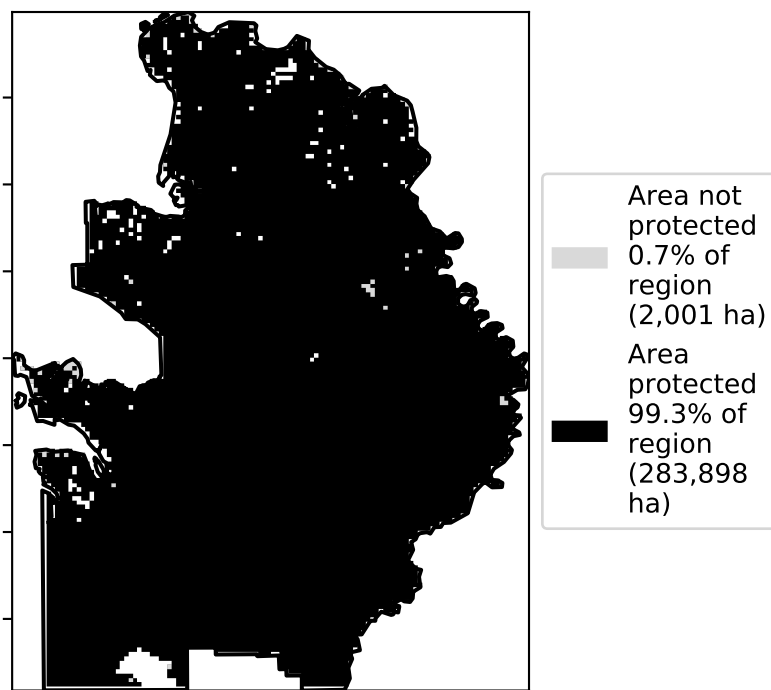 Area not
protected
0.7% of
region
(2,001 ha)
Area
protected
99.3% of
region
(283,898
ha)